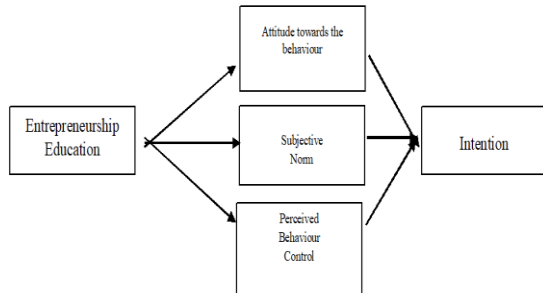 Attitude towards the
behaviour
Entrepreneurship
Education
Subjective
Norm
Intention
Perceived
Behaviour
Control